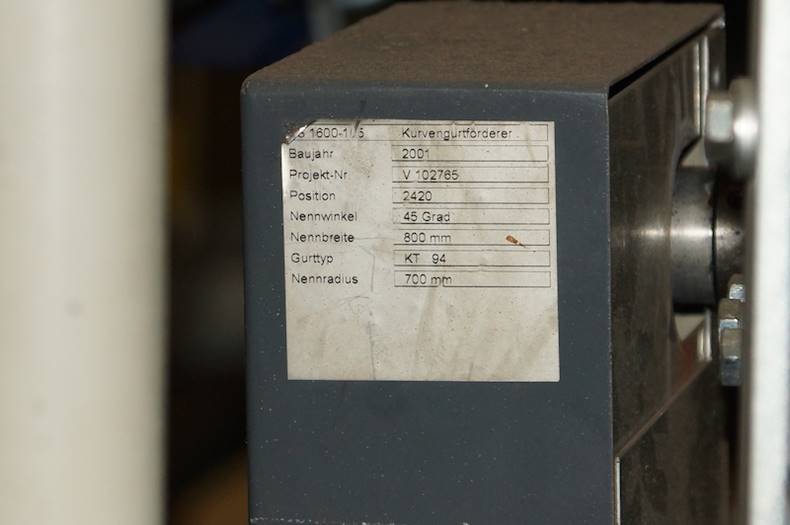 Kurvengurtförderer
Baujahr 2001
Projekt-Nr V 102765
Position 2420
Nennwinkel 45 Grad
Nennbreite 800 mm
Gurttyp KT 94
Nennradius 700 mm